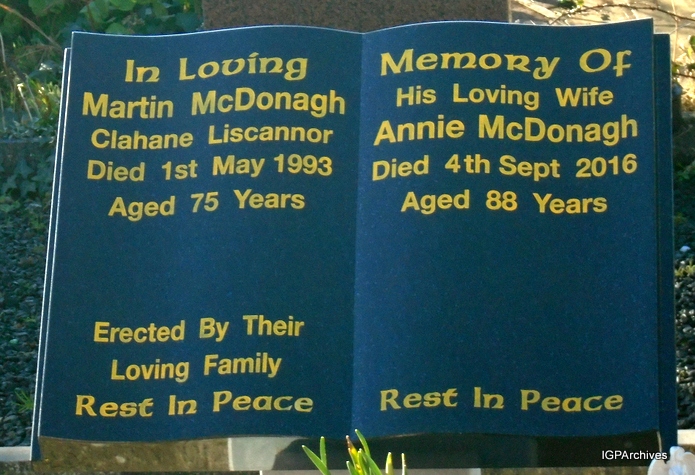 In Loving
Martin McDonagh
Clahane Liscannor
Died 1st May 1993
Aged 75 Years
Erected By Their
Loving Family
Rest In Peace
Memory Of
His Loving Wife
Annie McDonagh
Died 4th Sept 2016
Aged 88 Years
Rest In Peace
IGPArchives